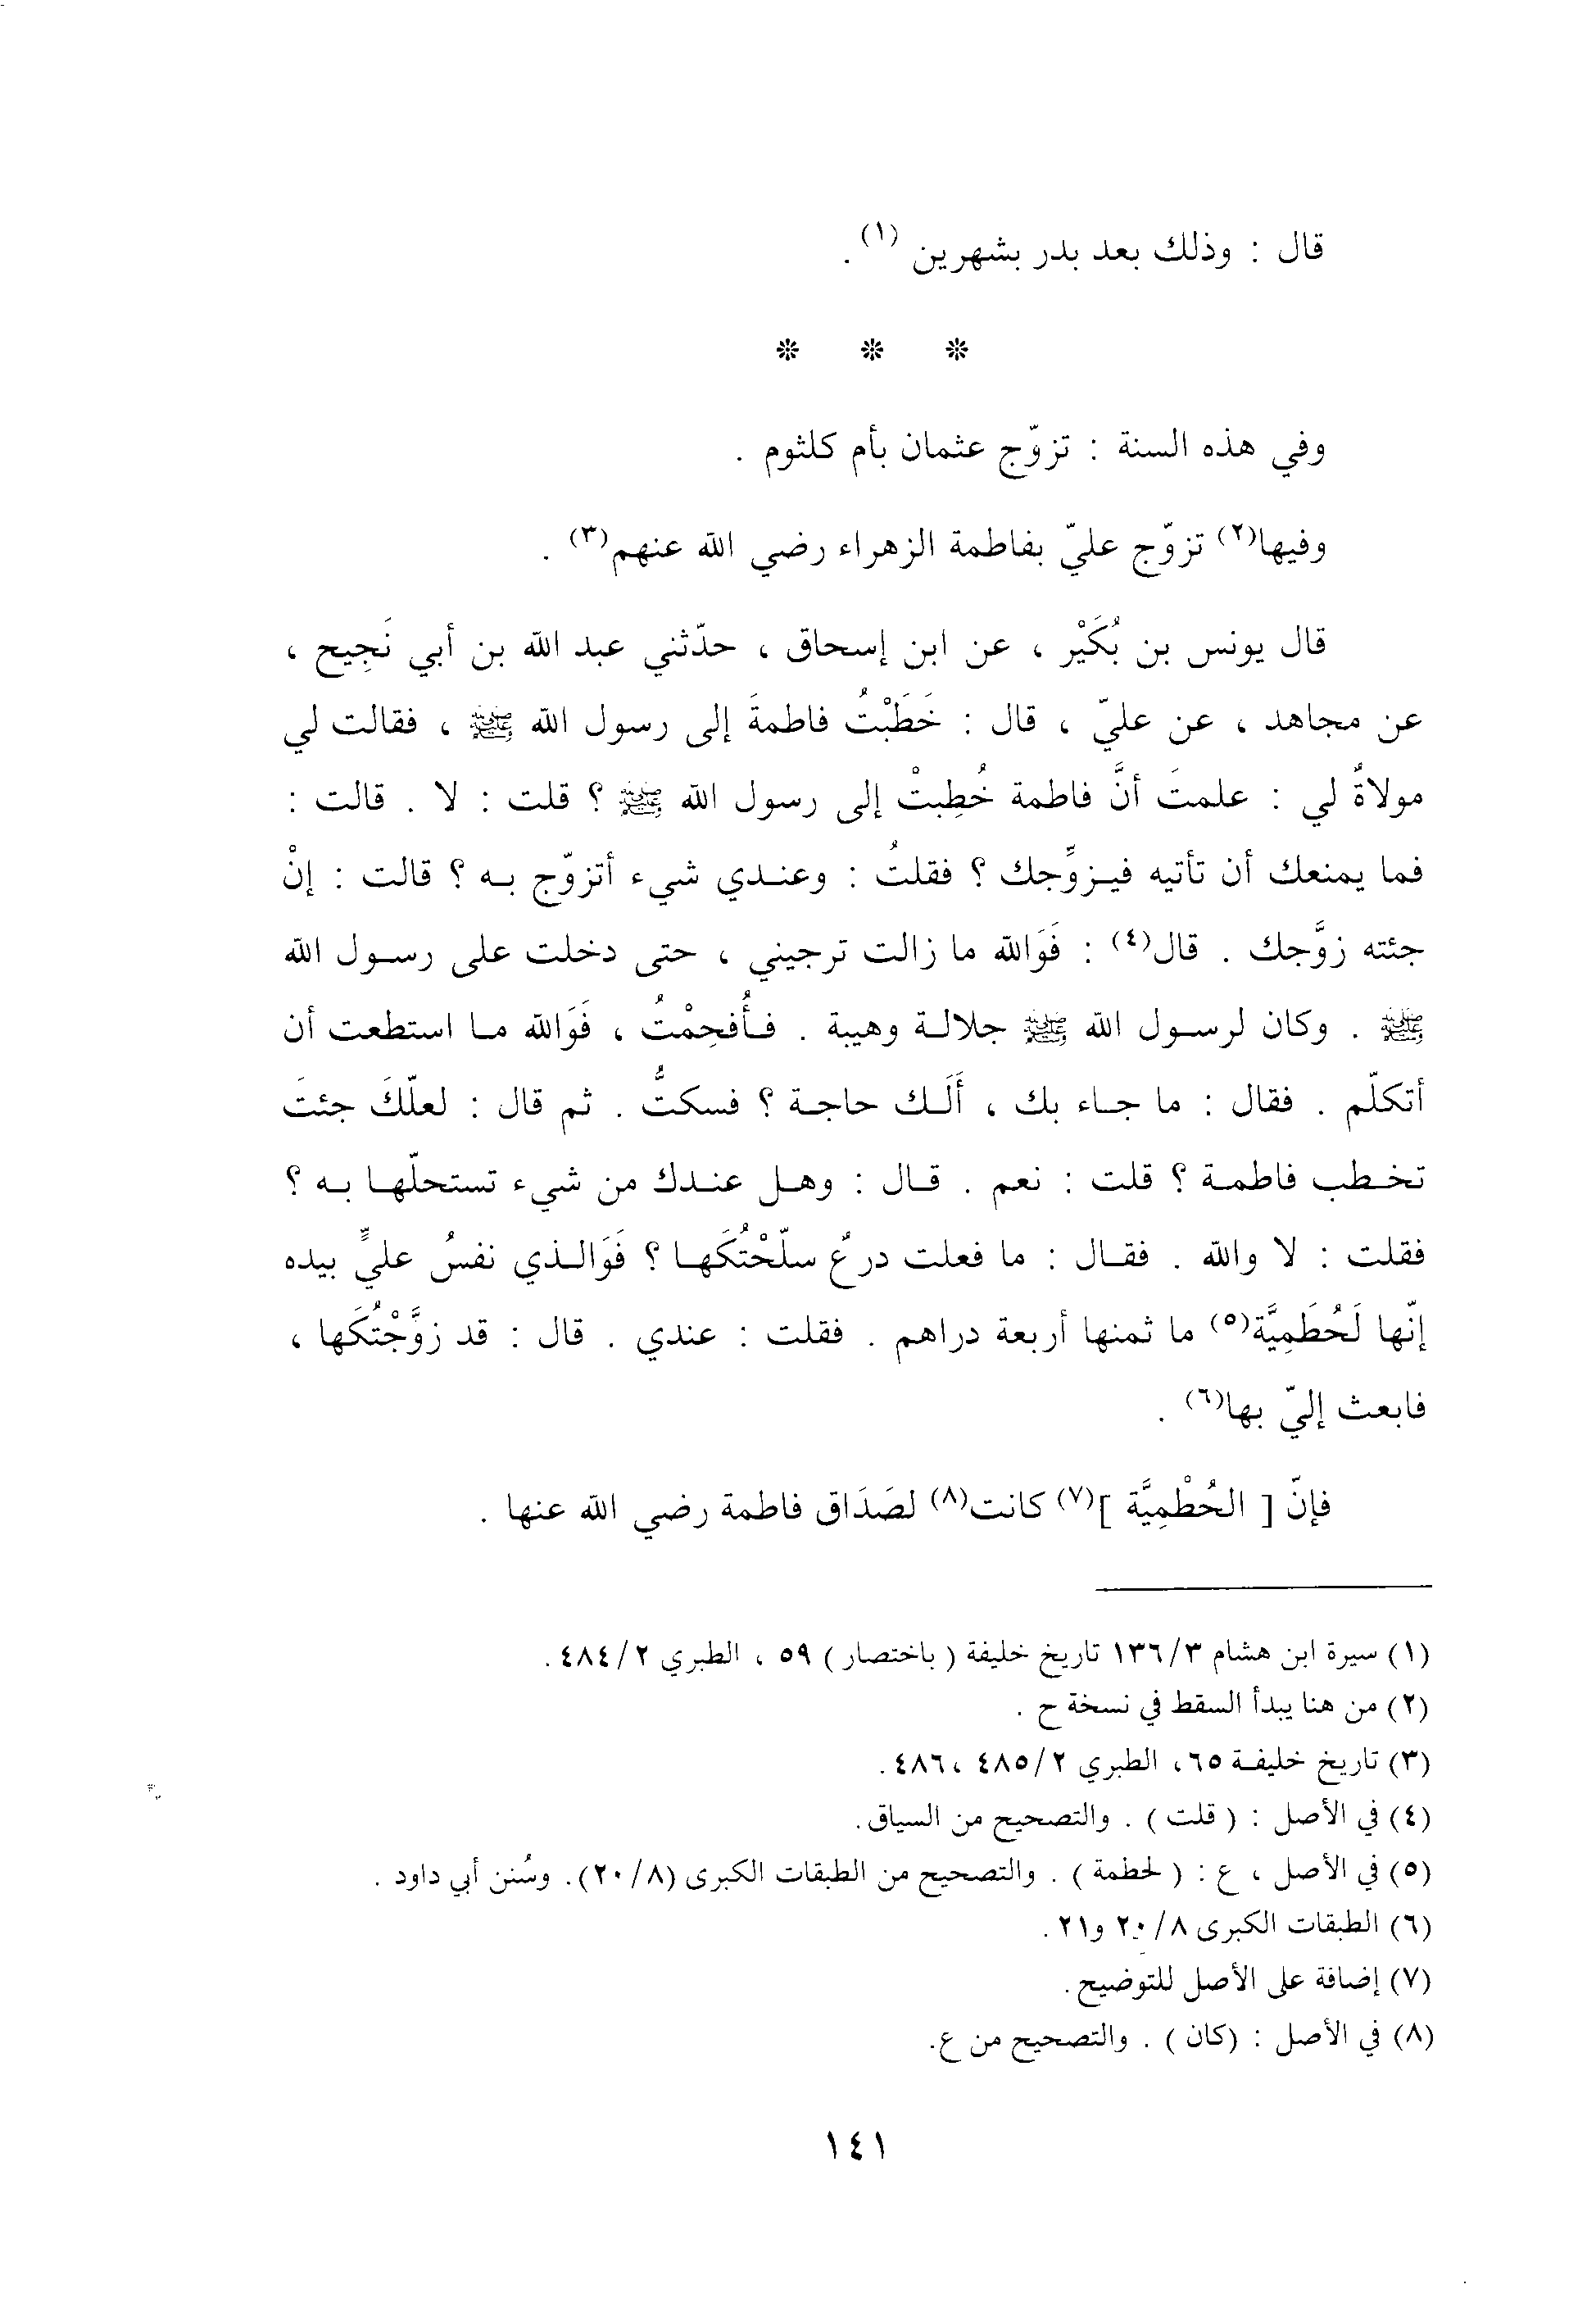 قال : وذلك بعد بدر بشهرين (١) .
* * *
وفي هذه السنة : تزوّج عثمان بأم كلثوم .
وفيها(٢) تزوّج عليّ بفاطمة الزهراء رضي الله عنهم(٣) .
قال يونس بن بُكَيْر ، عن ابن إسحاق ، حدّثني عبد الله بن أبي نَجِيح ،
عن مجاهد ، عن عليّ ، قال : خَطَبْتُ فاطمةَ إلى رسول الله ﷺ ، فقالت لي
مولاةٌ لي : علمتَ أنَّ فاطمة خُطِبتْ إلى رسول الله ﷺ ؟ قلت : لا . قالت :
فما يمنعك أن تأتيه فيزوِّجك ؟ فقلتُ : وعندي شيء أتزوّج به ؟ قالت : إنْ
جئته زوَّجك . قال(٤) : فَوَالله ما زالت ترجيني ، حتى دخلت على رسول الله
ﷺ . وكان لرسول الله ﷺ جلالة وهيبة . فأُفحِمْتُ ، فَوَالله ما استطعت أن
أتكلّم . فقال : ما جاء بك ، أَلَك حاجة ؟ فسكتُّ . ثم قال : لعلّكَ جئتَ
تخطب فاطمة ؟ قلت : نعم . قال : وهل عندك من شيء تستحلّها به ؟
فقلت : لا والله . فقال : ما فعلت درعٌ سلّحْتُكَها ؟ فَوَالذي نفسُ عليٍّ بيده
إنّها لَحُطَمِيَّة(٥) ما ثمنها أربعة دراهم . فقلت : عندي . قال : قد زوَّجْتُكَها ،
فابعث إليّ بها(٦) .
فإنّ [ الحُطْمِيَّة ](٧) كانت(٨) لصَدَاق فاطمة رضي الله عنها .
(١) سيرة ابن هشام ١٣٦/٣ تاريخ خليفة ( باختصار ) ٥٩ ، الطبري ٤٨٤/٢ .
(٢) من هنا يبدأ السقط في نسخة ح .
(٣) تاريخ خليفة ٦٥، الطبري ٤٨٥/٢ ،٤٨٦ .
(٤) في الأصل : ( قلت ) . والتصحيح من السياق.
(٥) في الأصل ، ع : ( لحظمة ) . والتصحيح من الطبقات الكبرى (٢٠/٨). وسُنن أبي داود .
(٦) الطبقات الكبرى ٢٠/٨ و٢١ .
(٧) إضافة على الأصل للتوضيح.
(٨) في الأصل : (كان ) . والتصحيح من ع.
١٤١